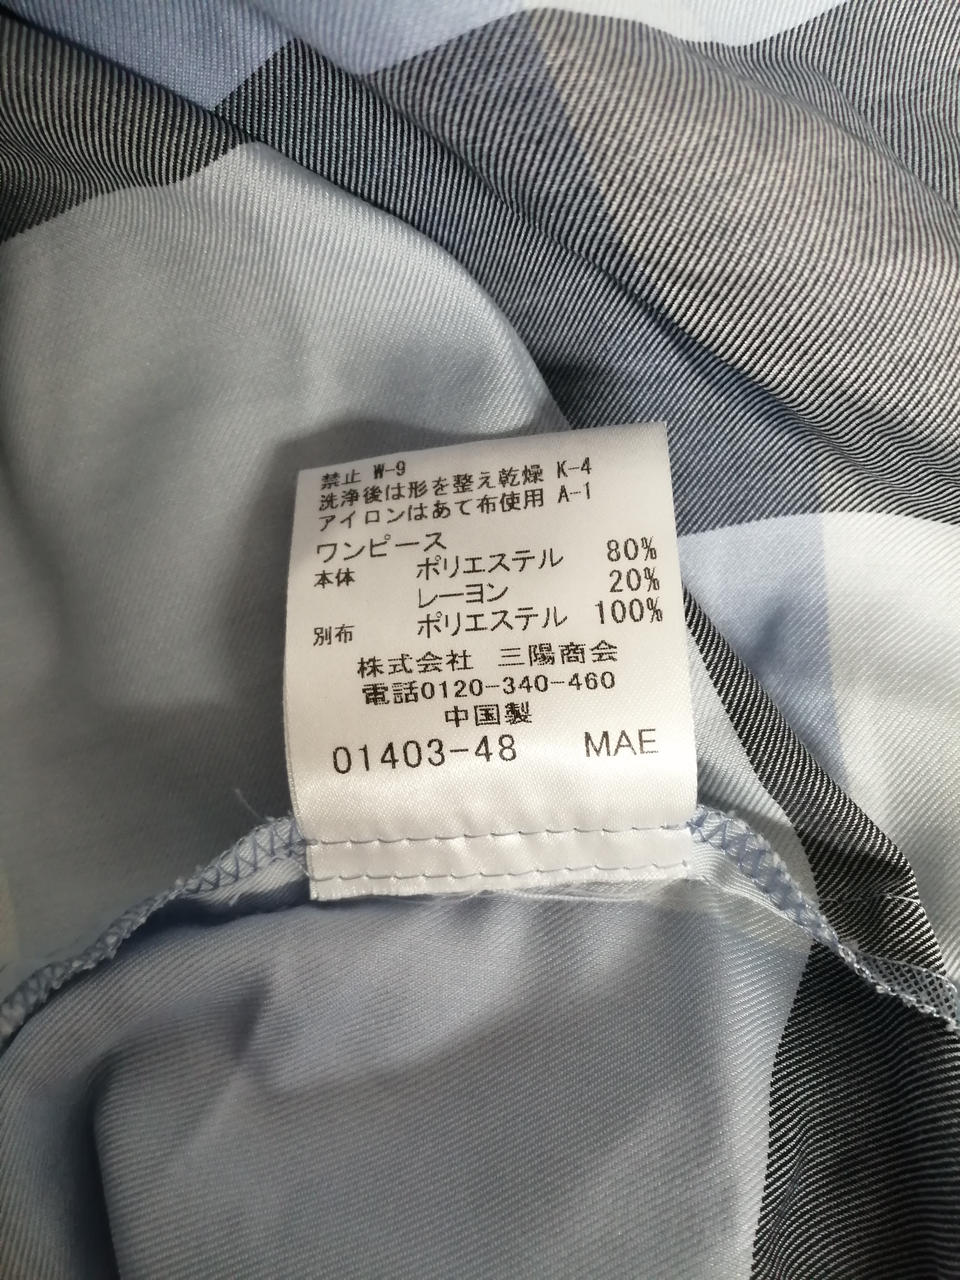 禁止 W-9
洗浄後は形を整え乾燥 K-4
アイロンはあて布使用 A-1
ワンピース
本体 ポリエステル 80%
レーヨン 20%
別布 ポリエステル 100%
株式会社 三陽商会
電話0120-340-460
中国製
01403-48 MAE